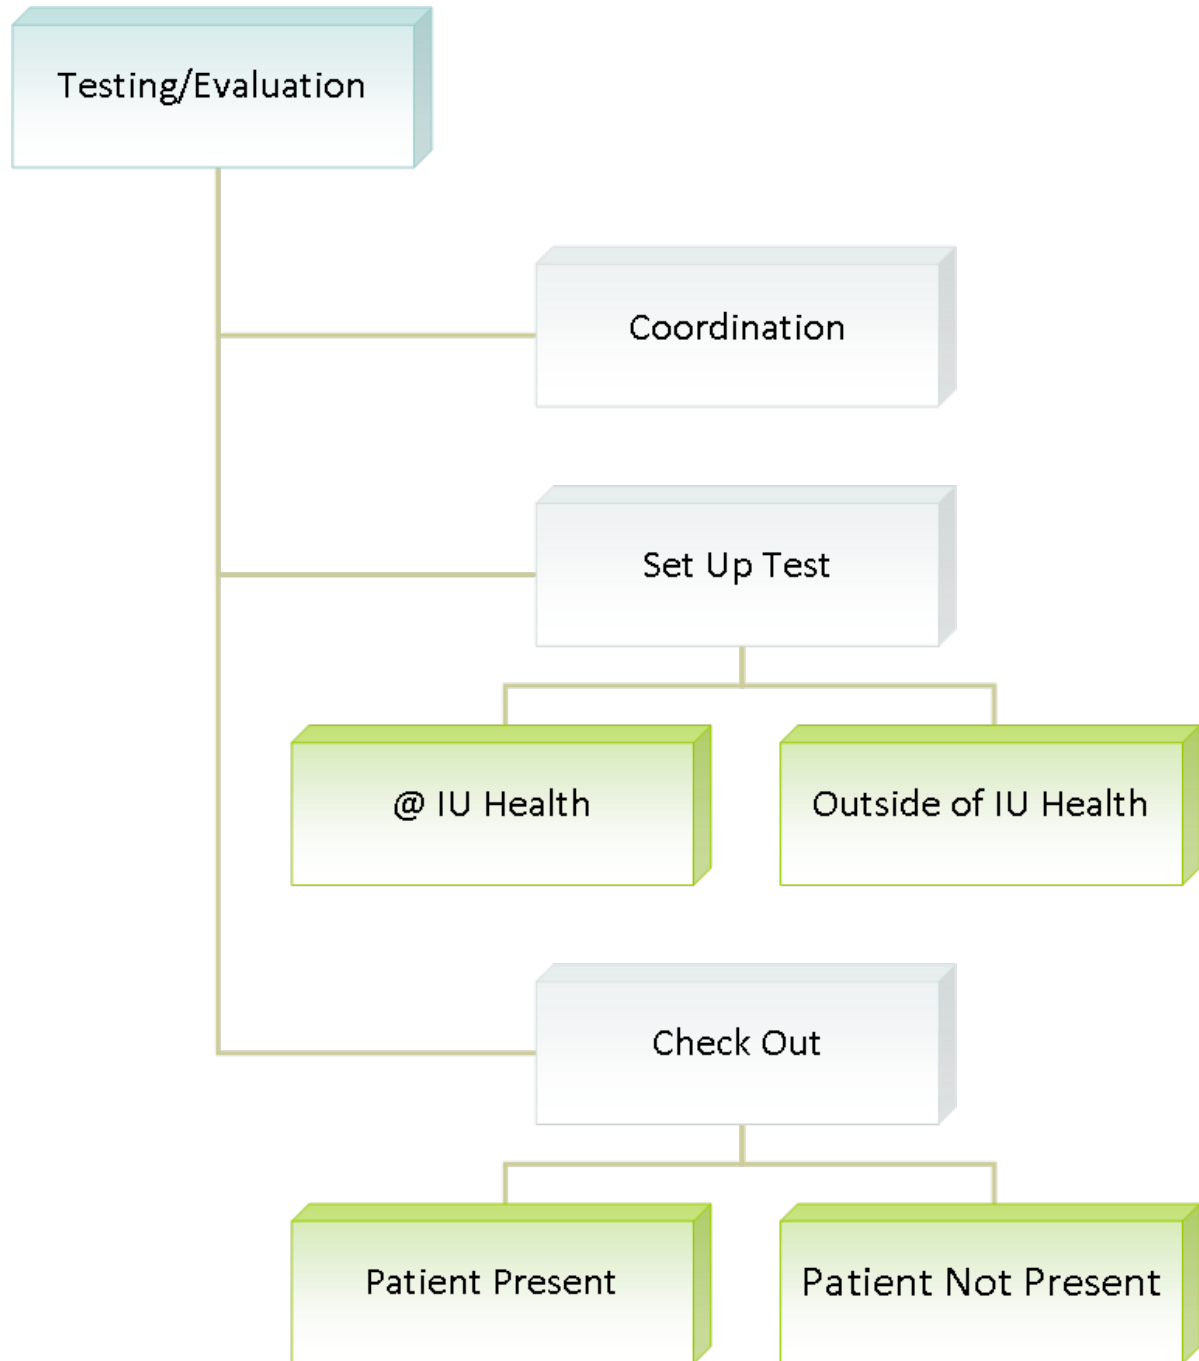 Testing/Evaluation
Coordination
Set Up Test
@ IU Health
Outside of IU Health
Check Out
Patient Present
Patient Not Present